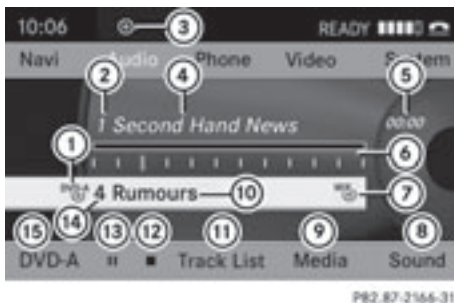 10:06 3 READY
Navi Audio Phone Video System
2 4 5
1 Second Hand News 00:00
1 6
DVD-A 4 Rumours 10 7
14
15 13 12 11 9 8
DVD-A Track List Media Sound
P82.87-2166-31